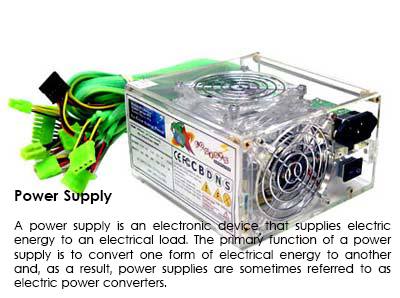 CE FCC C B D N S
Power Supply
A power supply is an electronic device that supplies electric
energy to an electrical load. The primary function of a power
supply is to convert one form of electrical energy to another
and, as a result, power supplies are sometimes referred to as
electric power converters.